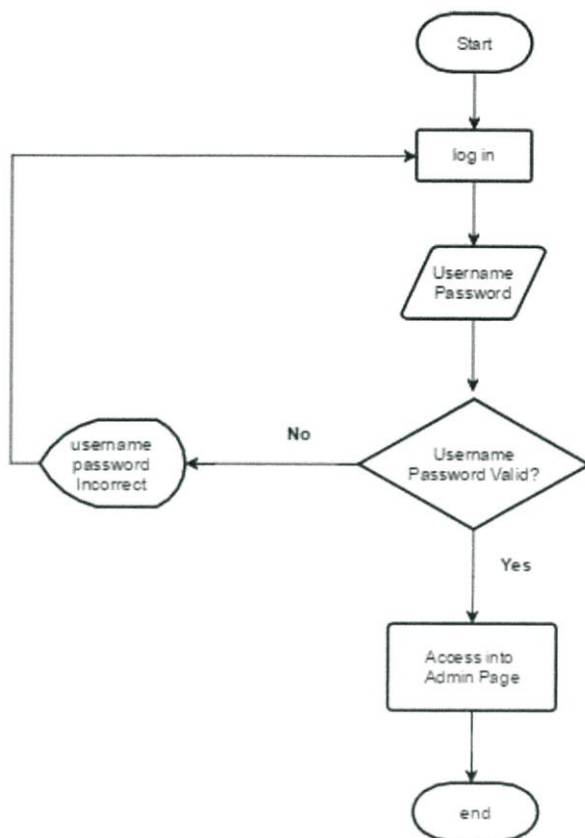 Start
log in
Username
Password
Username
Password Valid?
No
username
password
Incorrect
Yes
Access into
Admin Page
end